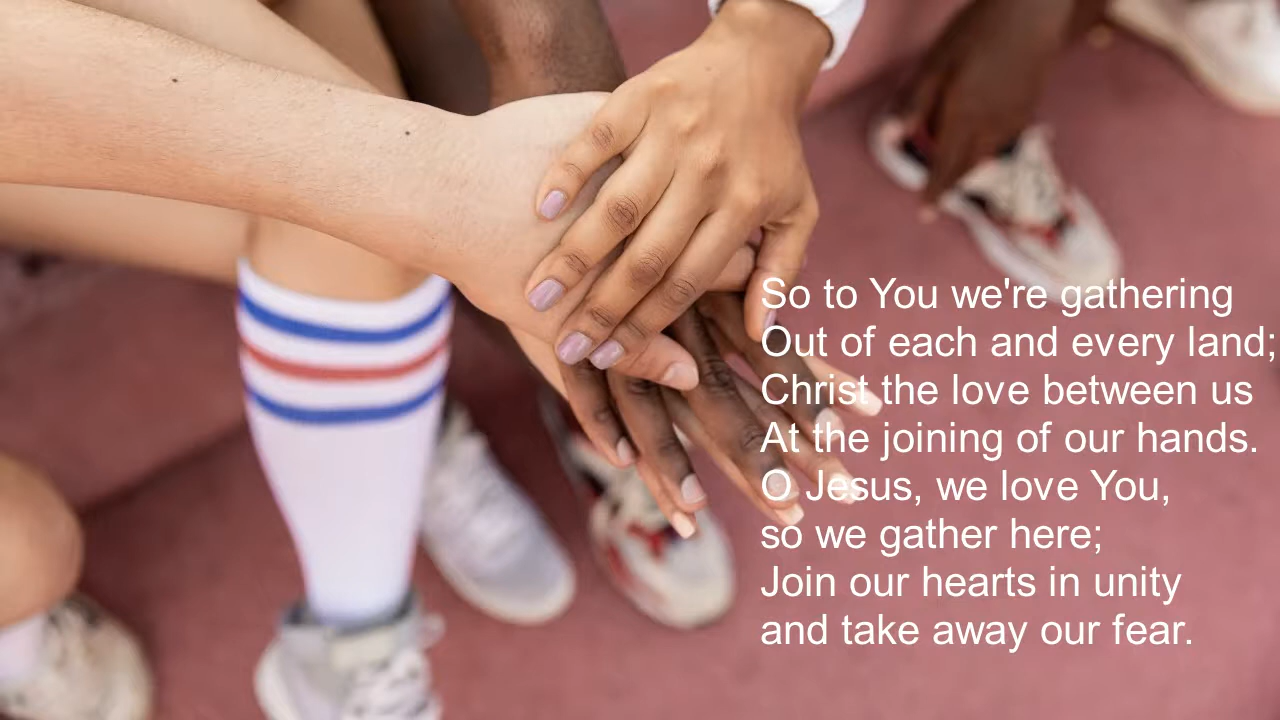 So to You we're gathering
Out of each and every land;
Christ the love between us
At the joining of our hands.
O Jesus, we love You,
so we gather here;
Join our hearts in unity
and take away our fear.